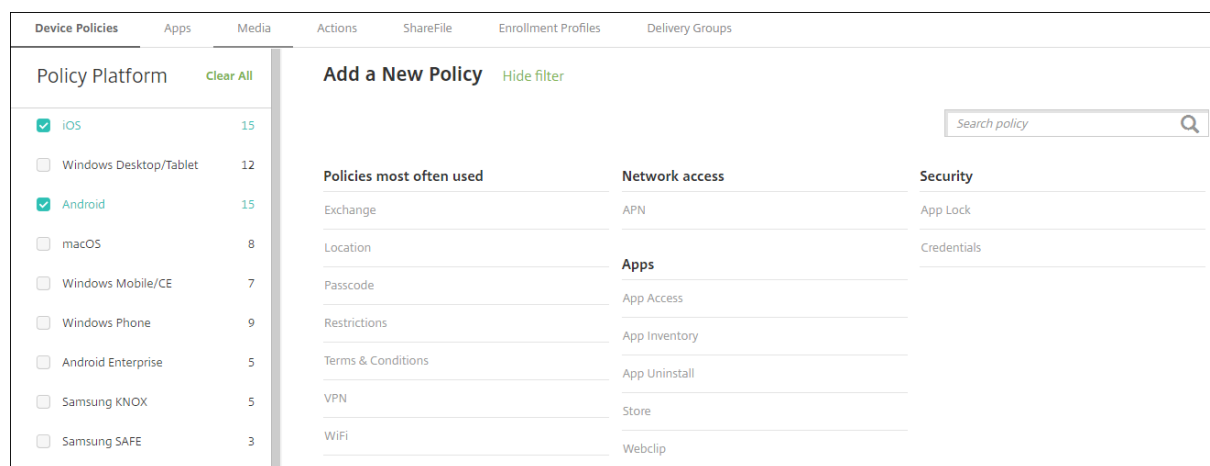 Device Policies Apps Media Actions ShareFile Enrollment Profiles Delivery Groups
Policy Platform Clear All
iOS 15
Windows Desktop/Tablet 12
Android 15
macOS 8
Windows Mobile/CE 7
Windows Phone 9
Android Enterprise 5
Samsung KNOX 5
Samsung SAFE 3
Add a New Policy Hide filter
Search policy
Policies most often used
Exchange
Location
Passcode
Restrictions
Terms & Conditions
VPN
WiFi
Network access
APN
Apps
App Access
App Inventory
App Uninstall
Store
Webclip
Security
App Lock
Credentials